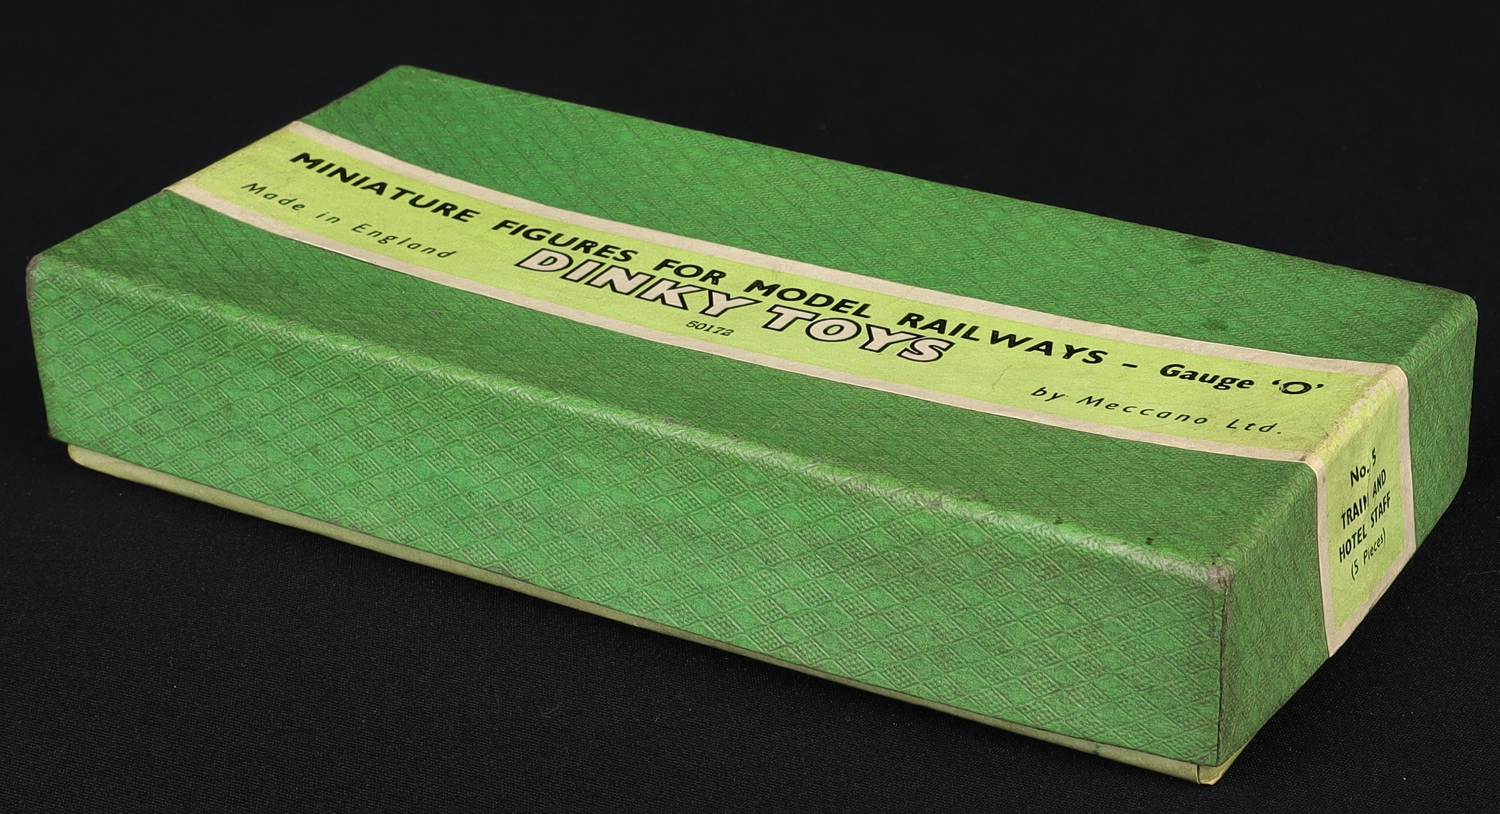 MINIATURE FIGURES FOR MODEL RAILWAYS – Gauge ‘O’
Made in England
DINKY TOYS
by Meccano Ltd.
50172
No. 5
TRAIN AND
HOTEL STAFF
(5 Pieces)